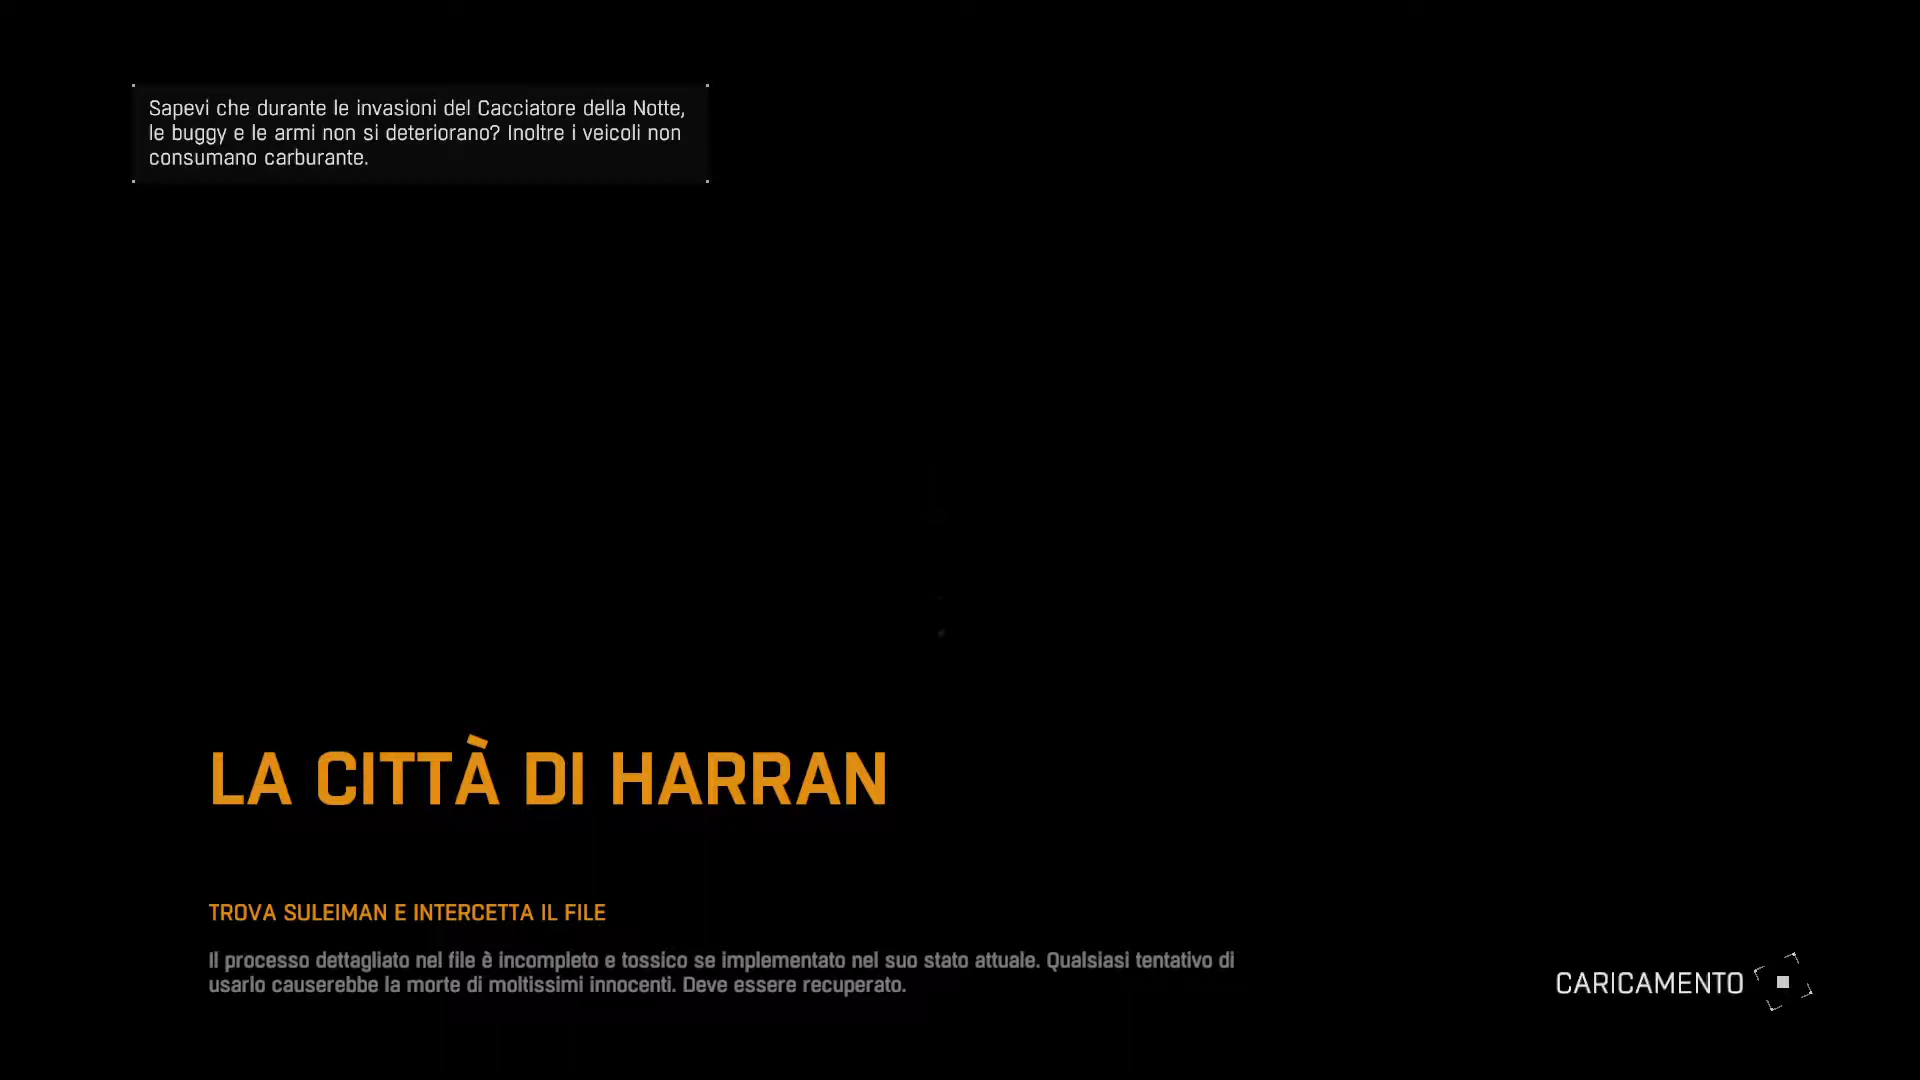 Sapevi che durante le invasioni del Cacciatore della Notte,
le buggy e le armi non si deteriorano? Inoltre i veicoli non
consumano carburante.
LA CITTÀ DI HARRAN
TROVA SULEIMAN E INTERCETTA IL FILE
Il processo dettagliato nel file è incompleto e tossico se implementato nel suo stato attuale. Qualsiasi tentativo di
usarlo causerebbe la morte di moltissimi innocenti. Deve essere recuperato.
CARICAMENTO